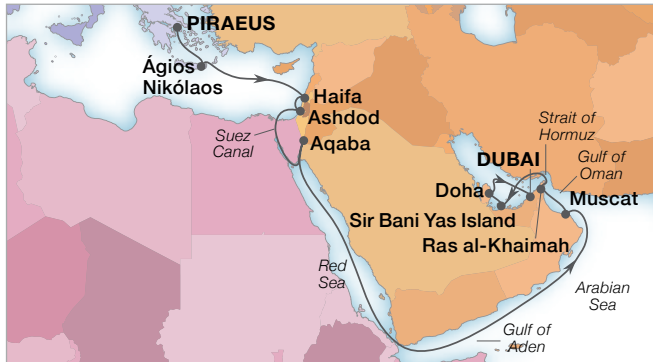 PIRAEUS
Ágios
Nikólaos
Haifa
Ashdod
Suez
Canal
Aqaba
Strait of
Hormuz
DUBAI
Gulf of
Oman
Doha
Muscat
Sir Bani Yas Island
Ras al-Khaimah
Red
Sea
Arabian
Sea
Gulf of
Aden